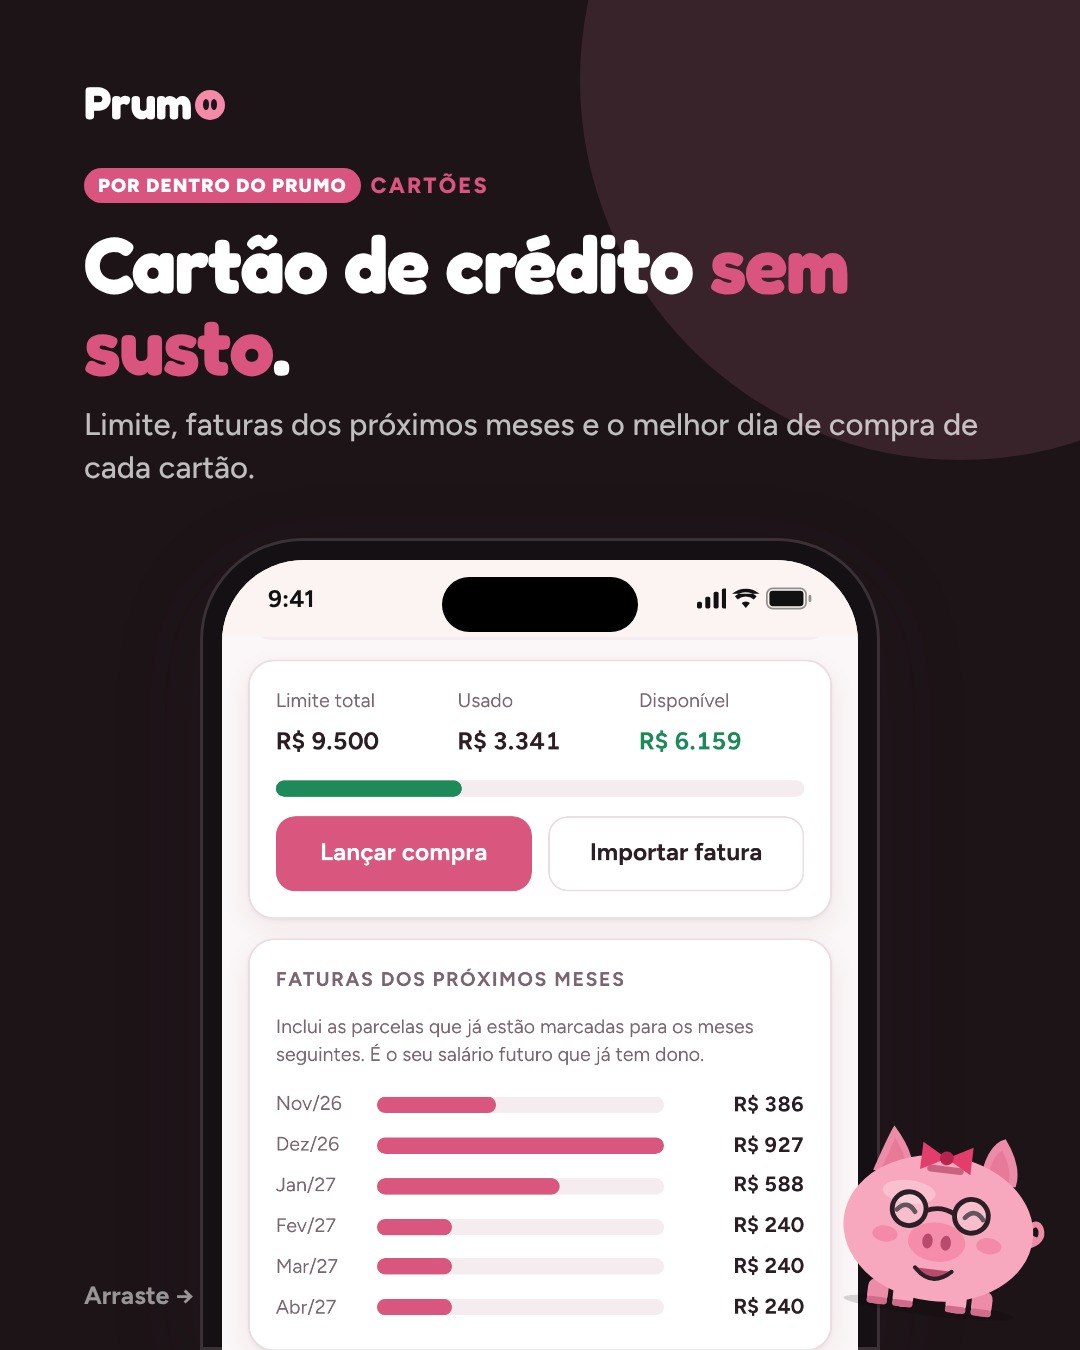 Prum
POR DENTRO DO PRUMO CARTÕES
Cartão de crédito sem
susto.
Limite, faturas dos próximos meses e o melhor dia de compra de
cada cartão.
9:41
Limite total Usado Disponível
R$ 9.500 R$ 3.341 R$ 6.159
Lançar compra Importar fatura
FATURAS DOS PRÓXIMOS MESES
Inclui as parcelas que já estão marcadas para os meses
seguintes. É o seu salário futuro que já tem dono.
Nov/26 R$ 386
Dez/26 R$ 927
Jan/27 R$ 588
Fev/27 R$ 240
Mar/27 R$ 240
Abr/27 R$ 240
Arraste →